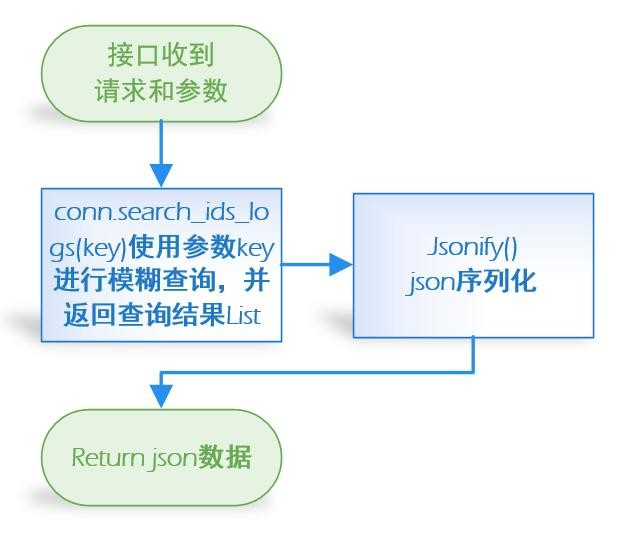 接口收到
请求和参数
conn.search_ids_lo
gs(key)使用参数key
进行模糊查询，并
返回查询结果List
Jsonify()
json序列化
Return json数据